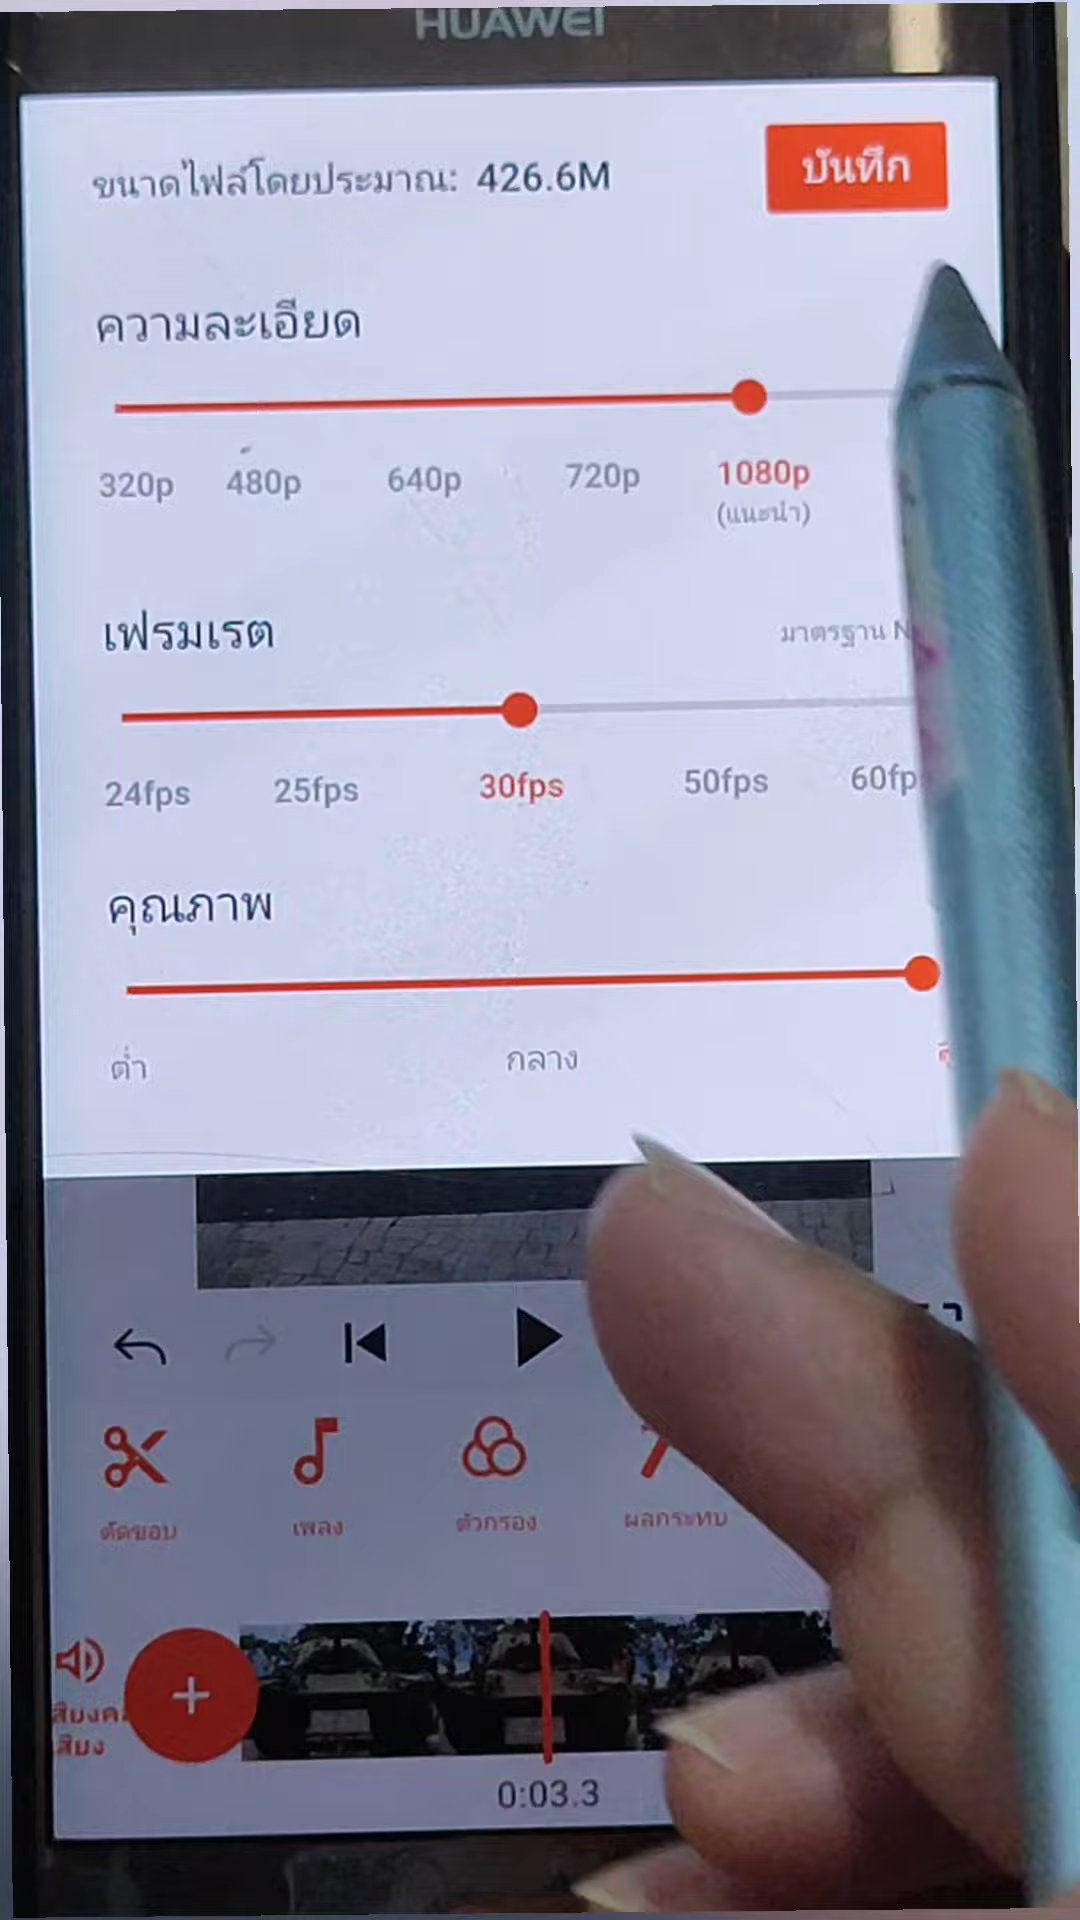 HUAWEI
ขนาดไฟล์โดยประมาณ: 426.6M
บันทึก
ความละเอียด
320p 480p 640p 720p 1080p
(แนะนำ)
เฟรมเรต
มาตรฐาน
24fps 25fps 30fps 50fps 60fp
คุณภาพ
ต่ำ กลาง
ตัดขอบ เพลง ตัวกรอง ผลกระทบ
เสียง
0:03.3